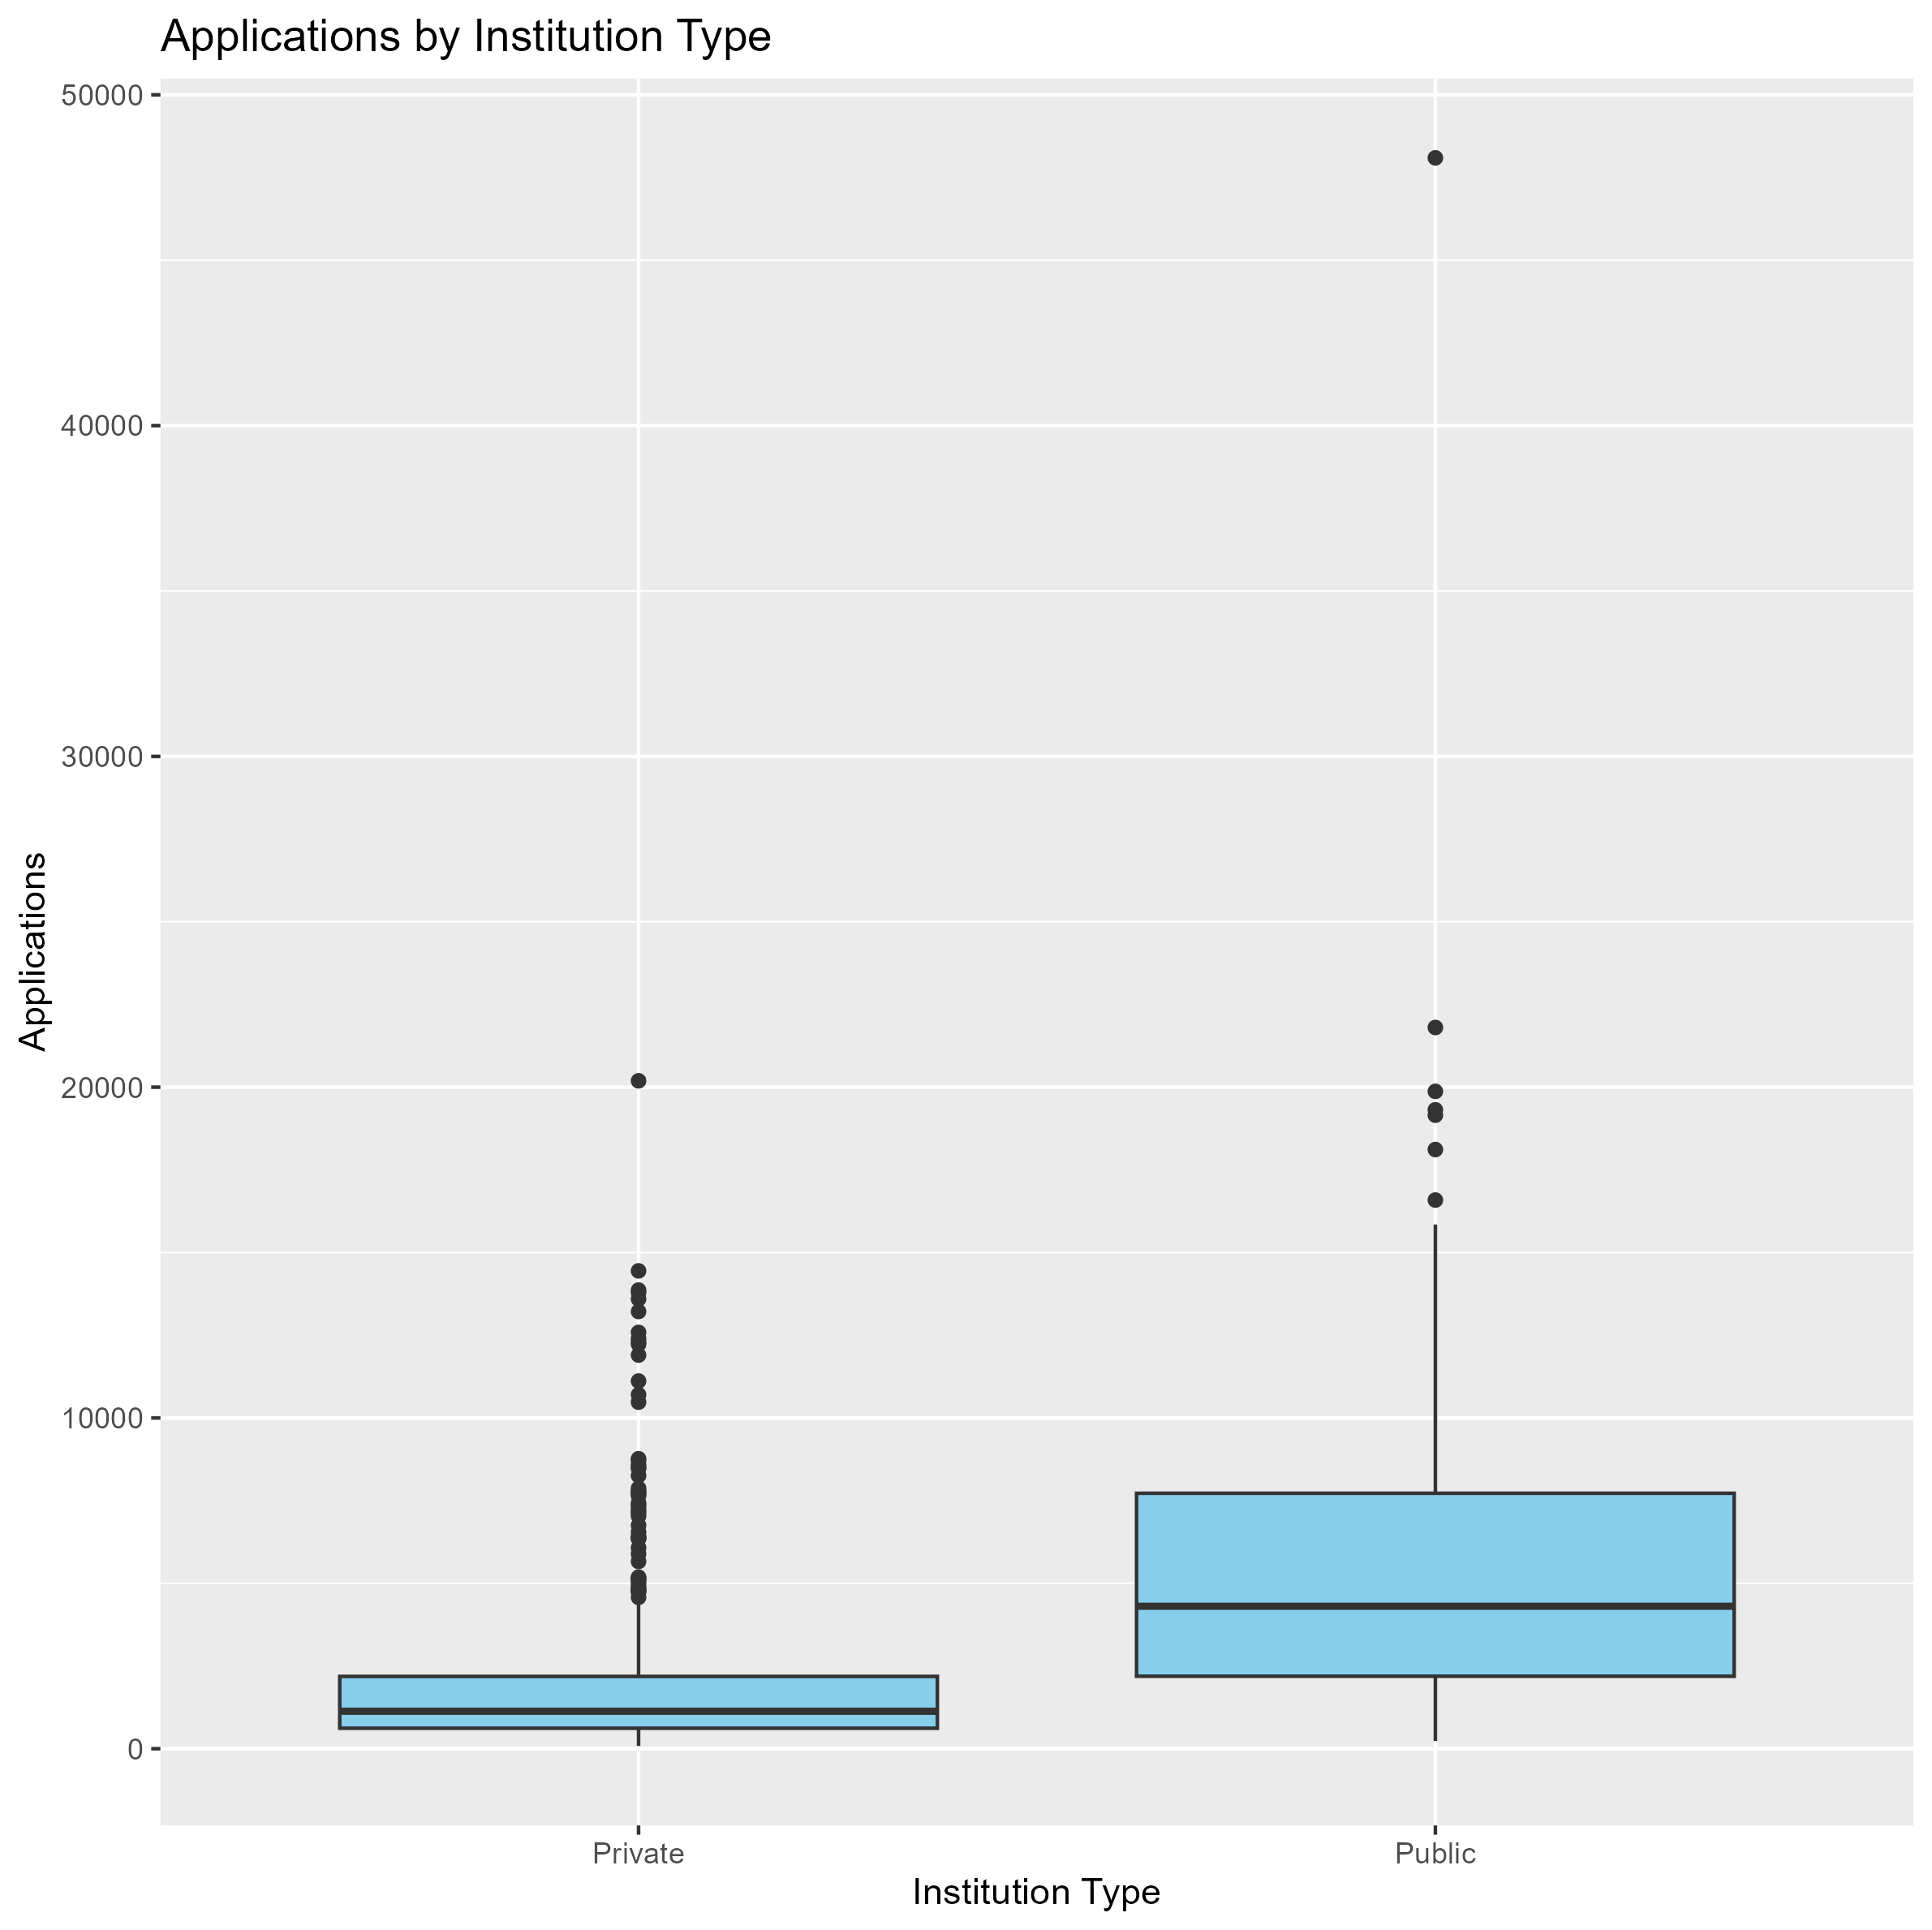 Applications by Institution Type
50000
40000
30000
20000
10000
0
Applications
Private Public
Institution Type